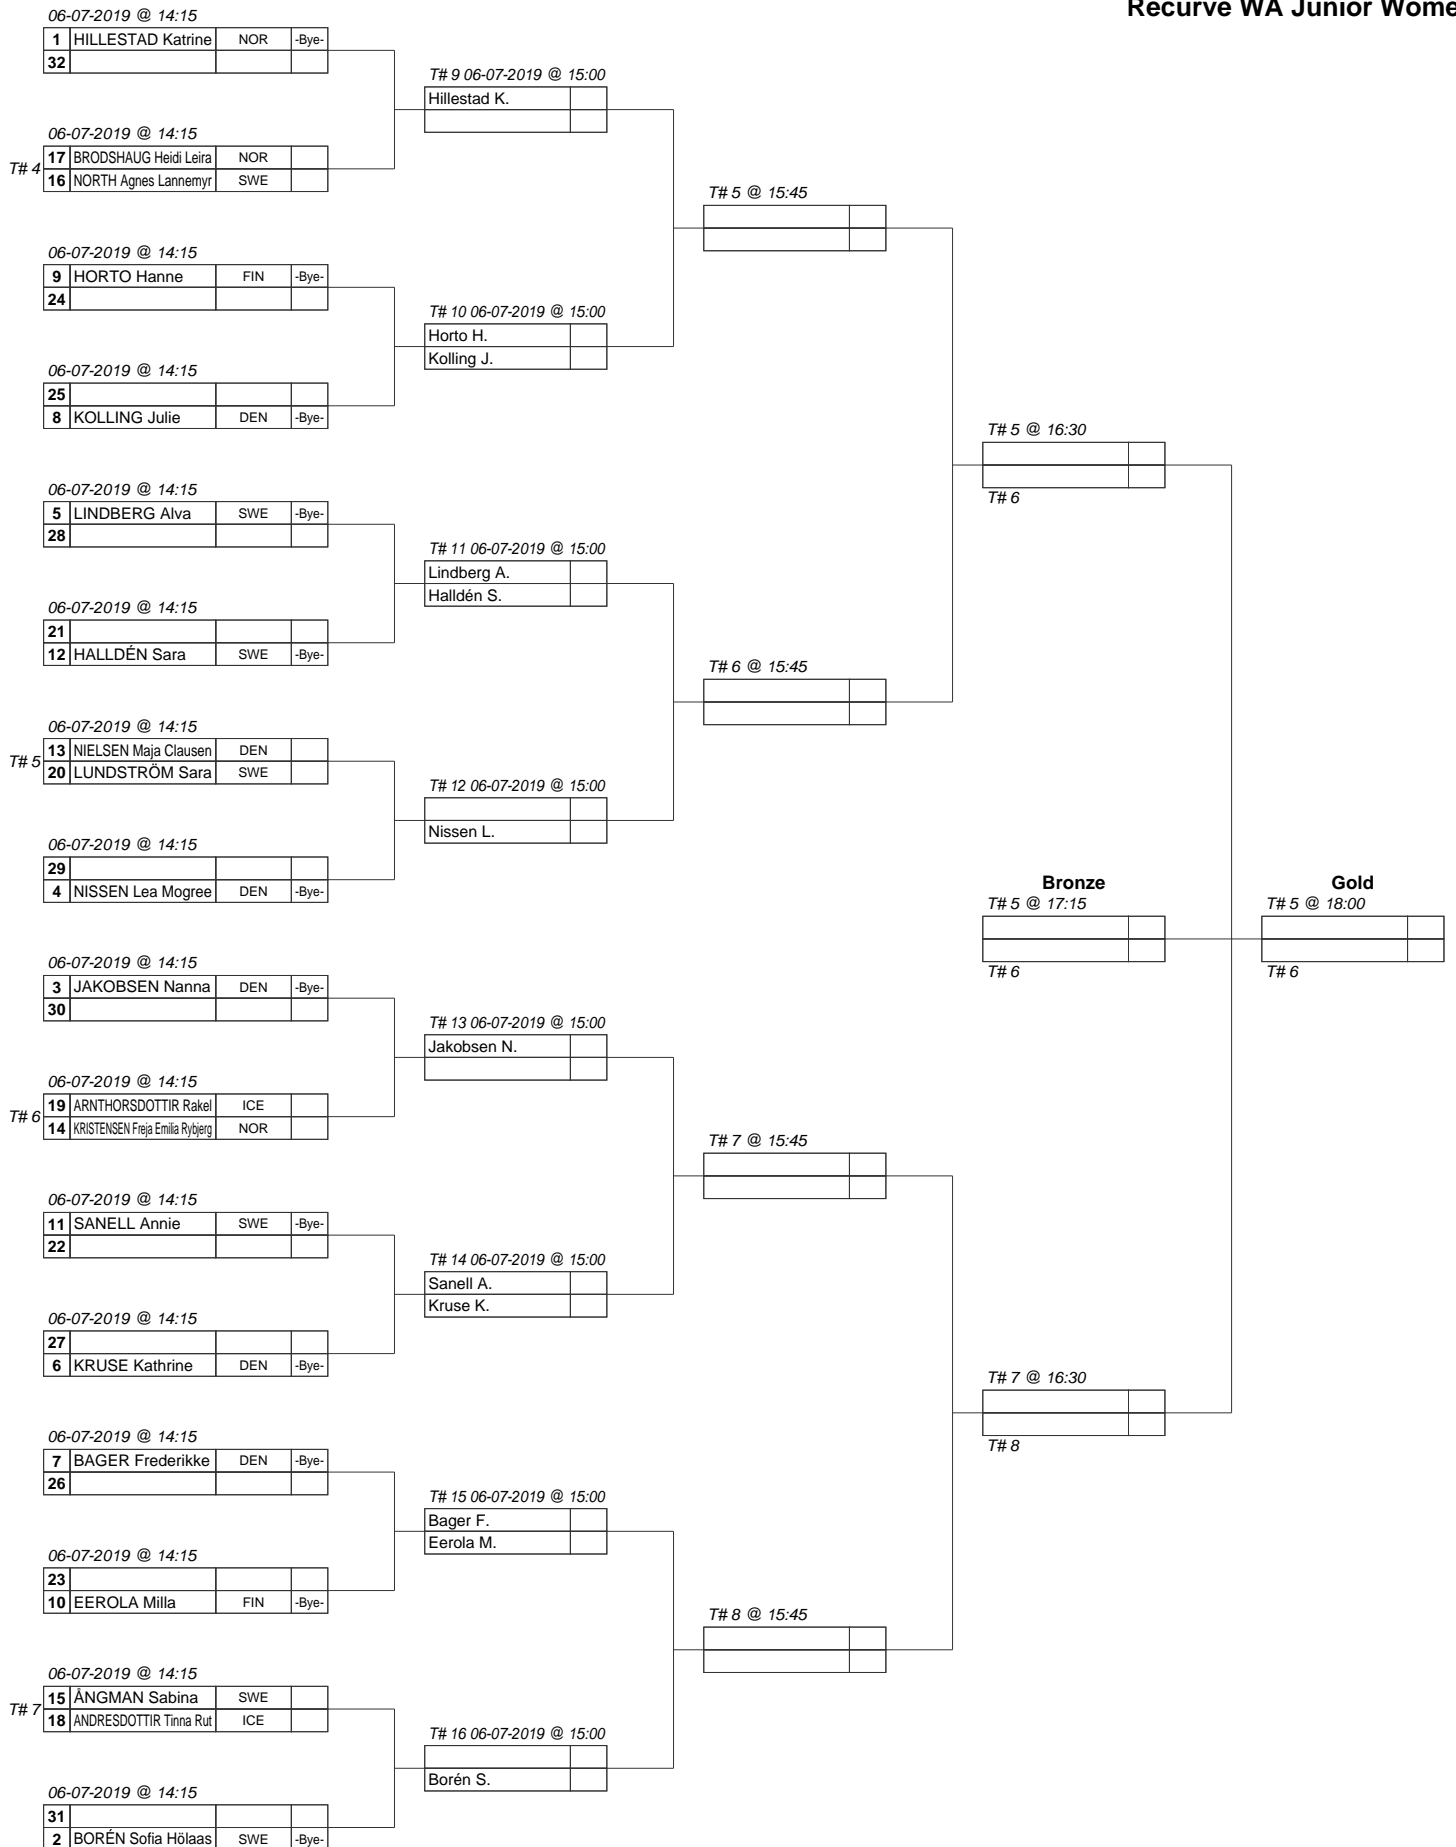 Recurve WA Junior Wome
06-07-2019 @ 14:15
1 HILLESTAD Katrine NOR -Bye-
32
T# 9 06-07-2019 @ 15:00
Hillestad K.
06-07-2019 @ 14:15
T# 4
17 BRODSHAUG Heidi Leira NOR
16 NORTH Agnes Lannemyr SWE
T# 5 @ 15:45
06-07-2019 @ 14:15
9 HORTO Hanne FIN -Bye-
24
T# 10 06-07-2019 @ 15:00
Horto H.
Kolling J.
06-07-2019 @ 14:15
25
8 KOLLING Julie DEN -Bye-
T# 5 @ 16:30
T# 6
06-07-2019 @ 14:15
5 LINDBERG Alva SWE -Bye-
28
T# 11 06-07-2019 @ 15:00
Lindberg A.
Halldén S.
06-07-2019 @ 14:15
21
12 HALLDÉN Sara SWE -Bye-
T# 6 @ 15:45
06-07-2019 @ 14:15
T# 5
13 NIELSEN Maja Clausen DEN
20 LUNDSTRÖM Sara SWE
T# 12 06-07-2019 @ 15:00
Nissen L.
06-07-2019 @ 14:15
29
4 NISSEN Lea Mogree DEN -Bye-
Bronze
T# 5 @ 17:15
T# 6
Gold
T# 5 @ 18:00
T# 6
06-07-2019 @ 14:15
3 JAKOBSEN Nanna DEN -Bye-
30
T# 13 06-07-2019 @ 15:00
Jakobsen N.
06-07-2019 @ 14:15
T# 6
19 ARNTHORSDOTTIR Rakel ICE
14 KRISTENSEN Freja Emilia Rybjerg NOR
T# 7 @ 15:45
06-07-2019 @ 14:15
11 SANELL Annie SWE -Bye-
22
T# 14 06-07-2019 @ 15:00
Sanell A.
Kruse K.
06-07-2019 @ 14:15
27
6 KRUSE Kathrine DEN -Bye-
T# 7 @ 16:30
T# 8
06-07-2019 @ 14:15
7 BAGER Frederikke DEN -Bye-
26
T# 15 06-07-2019 @ 15:00
Bager F.
Eerola M.
06-07-2019 @ 14:15
23
10 EEROLA Milla FIN -Bye-
T# 8 @ 15:45
06-07-2019 @ 14:15
T# 7
15 ÅNGMAN Sabina SWE
18 ANDRESDOTTIR Tinna Rut ICE
T# 16 06-07-2019 @ 15:00
Borén S.
06-07-2019 @ 14:15
31
2 BORÉN Sofia Hölaas SWE -Bye-